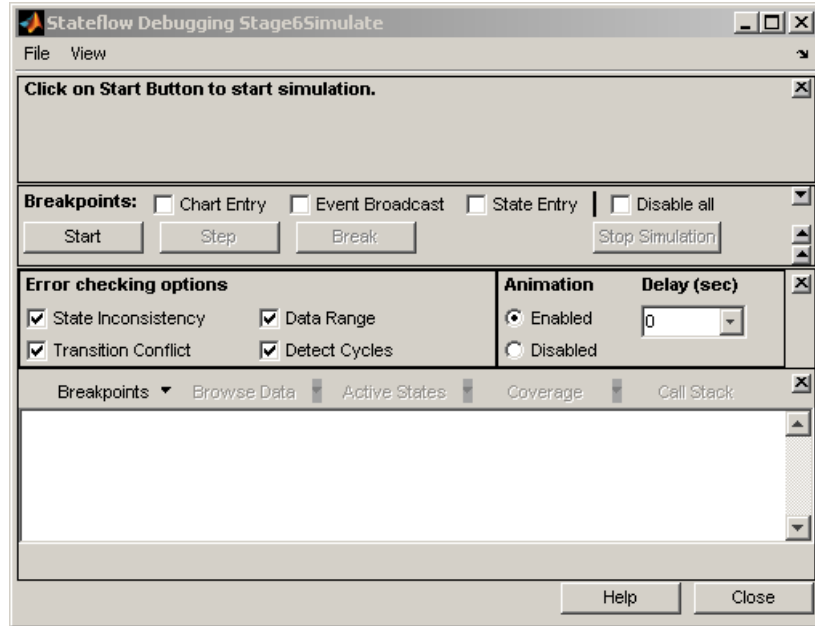 Stateflow Debugging Stage6Simulate
File View
Click on Start Button to start simulation.
Breakpoints: Chart Entry Event Broadcast State Entry Disable all
Start Step Break Stop Simulation
Error checking options Animation Delay (sec)
State Inconsistency Data Range Enabled 0
Transition Conflict Detect Cycles Disabled
Breakpoints Browse Data Active States Coverage Call Stack
Help Close